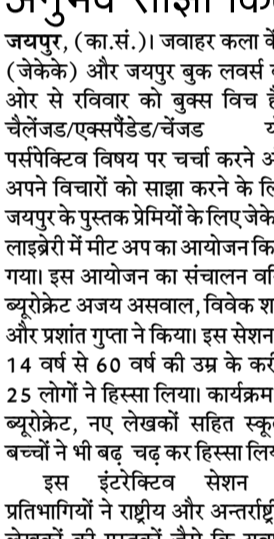 जयपुर, (का.सं.)। जवाहर कला
(जेकेके) और जयपुर बुक लवर्स
ओर से रविवार को बुक्स विच
चैलेंजड/एक्सपैंडेड/चेंजड
पर्सपेक्टिव विषय पर चर्चा करने
अपने विचारों को साझा करने के
जयपुर के पुस्तक प्रेमियों के लिए
लाइब्रेरी में मीट अप का आयोजन
गया। इस आयोजन का संचालन
ब्यूरोक्रेट अजय असवाल, विवेक
और प्रशांत गुप्ता ने किया। इस सेशन
14 वर्ष से 60 वर्ष की उम्र के
25 लोगों ने हिस्सा लिया। कार्यक्रम
ब्यूरोक्रेट, नए लेखकों सहित
बच्चों ने भी बढ़ चढ़ कर हिस्सा
इस इंटरेक्टिव सेशन
प्रतिभागियों ने राष्ट्रीय और